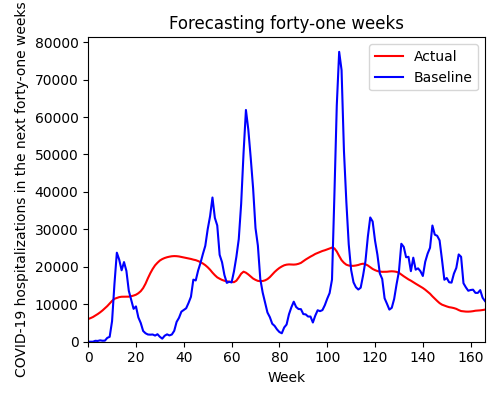 Forecasting forty-one weeks
COVID-19 hospitalizations in the next forty-one weeks
80000
70000
60000
50000
40000
30000
20000
10000
0
Actual
Baseline
0 20 40 60 80 100 120 140 160
Week